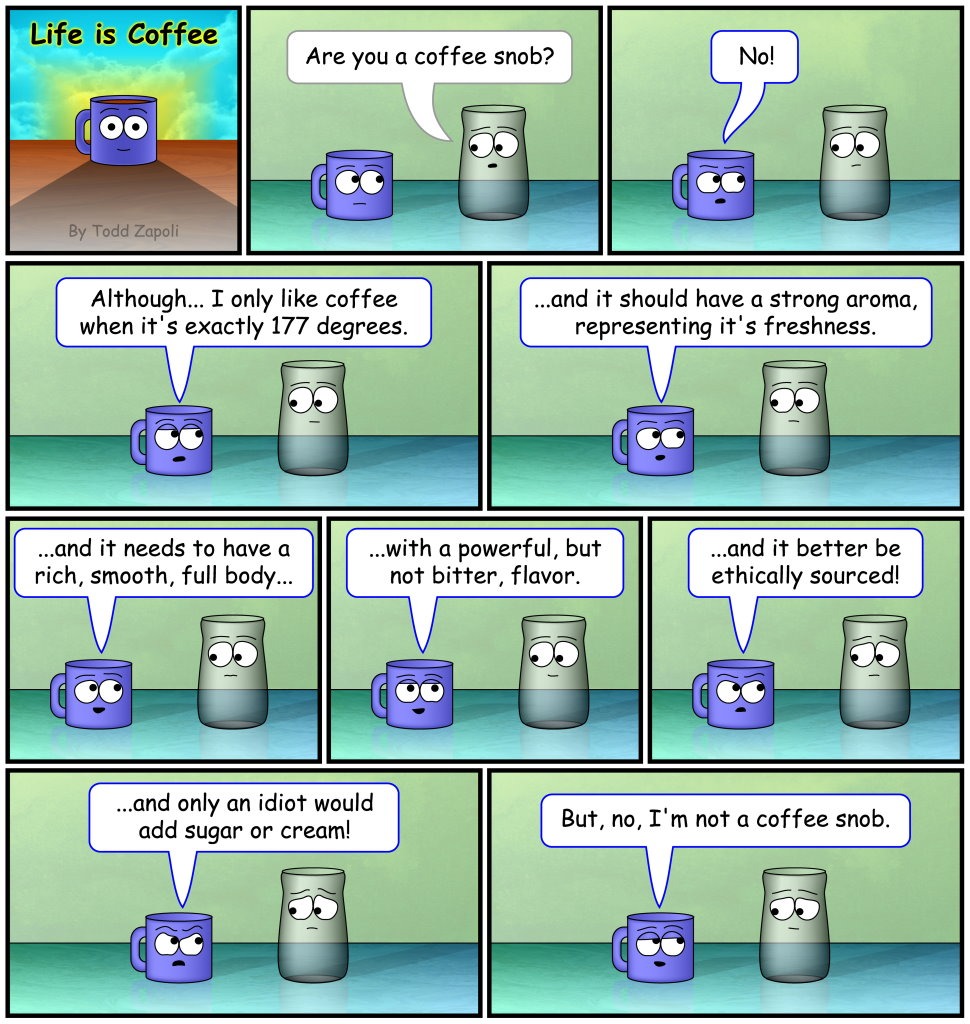 Life is Coffee
By Todd Zapoli
Are you a coffee snob?
No!
Although... I only like coffee
when it's exactly 177 degrees.
...and it should have a strong aroma,
representing it's freshness.
...and it needs to have a
rich, smooth, full body...
...with a powerful, but
not bitter, flavor.
...and it better be
ethically sourced!
...and only an idiot would
add sugar or cream!
But, no, I'm not a coffee snob.